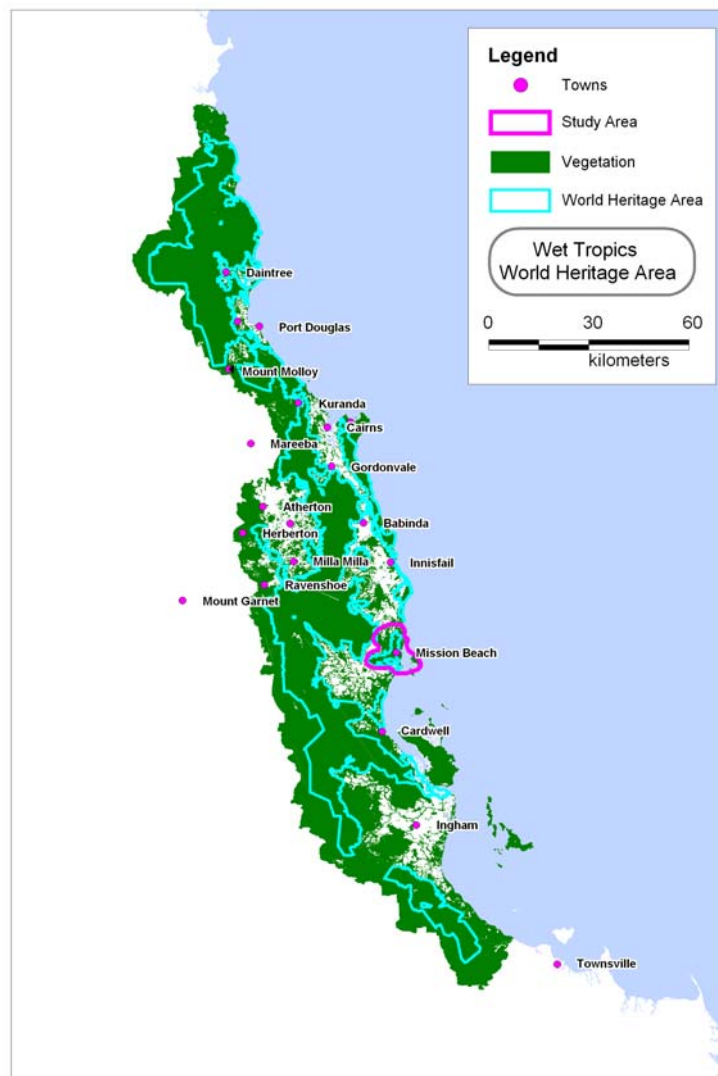 Legend
Towns
Study Area
Vegetation
World Heritage Area
Wet Tropics
World Heritage Area
0 30 60
kilometers
Daintree
Port Douglas
Mount Molloy
Kuranda
Cairns
Mareeba
Gordonvale
Atherton
Babinda
Herberton
Milla Milla
Innisfail
Ravenshoe
Mount Garnet
Mission Beach
Cardwell
Ingham
Townsville